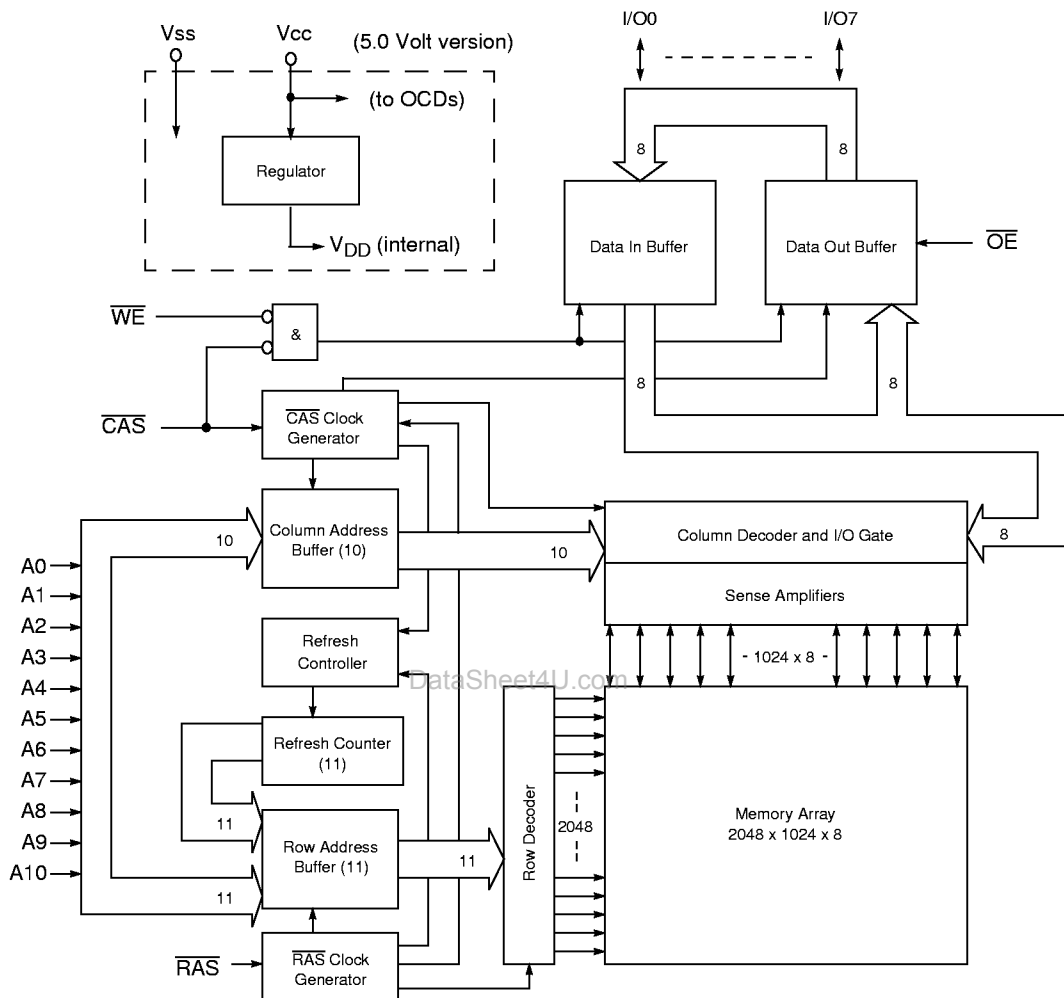 I/O0 I/O7
Vss Vcc (5.0 Volt version)
(to OCDs)
Regulator
VDD (internal)
8 8
Data In Buffer Data Out Buffer
OE
WE
&
8 8
CAS
CAS Clock
Generator
Column Address
Buffer (10)
10 10
Column Decoder and I/O Gate
8
Sense Amplifiers
A0
A1
A2
A3
A4
A5
A6
A7
A8
A9
A10
Refresh
Controller
- 1024 x 8 -
DataSheet4U.com
Refresh Counter
(11)
11
Row Address
Buffer (11)
11
11
Row Decoder
2048
Memory Array
2048 x 1024 x 8
RAS
RAS Clock
Generator